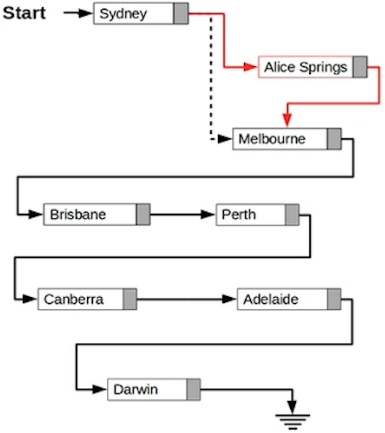 Start
Sydney
Alice Springs
Melbourne
Brisbane
Perth
Canberra
Adelaide
Darwin